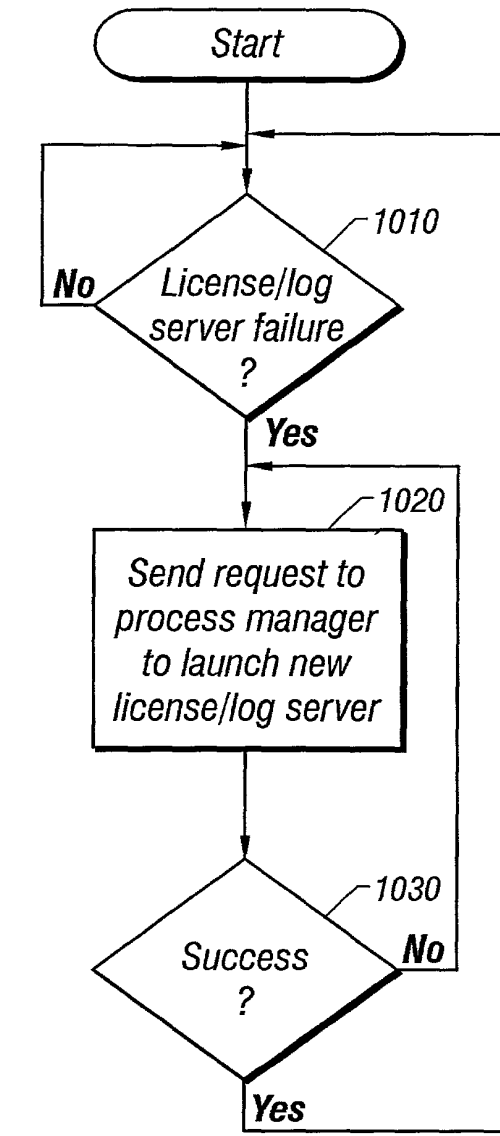 Start
1010
No
License/log
server failure
?
Yes
1020
Send request to
process manager
to launch new
license/log server
1030
Success
?
No
Yes